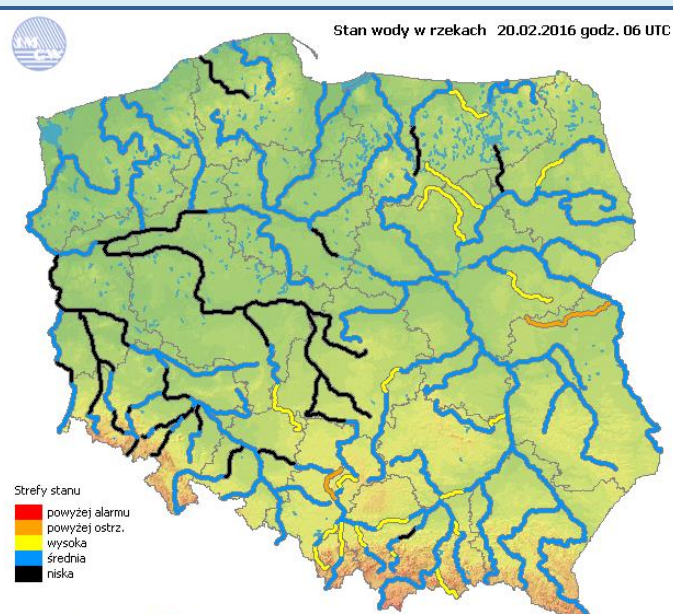 Stan wody w rzekach 20.02.2016 godz. 06 UTC
Strefy stanu
powyżej alarmu
powyżej ostrz.
wysoka
średnia
niska